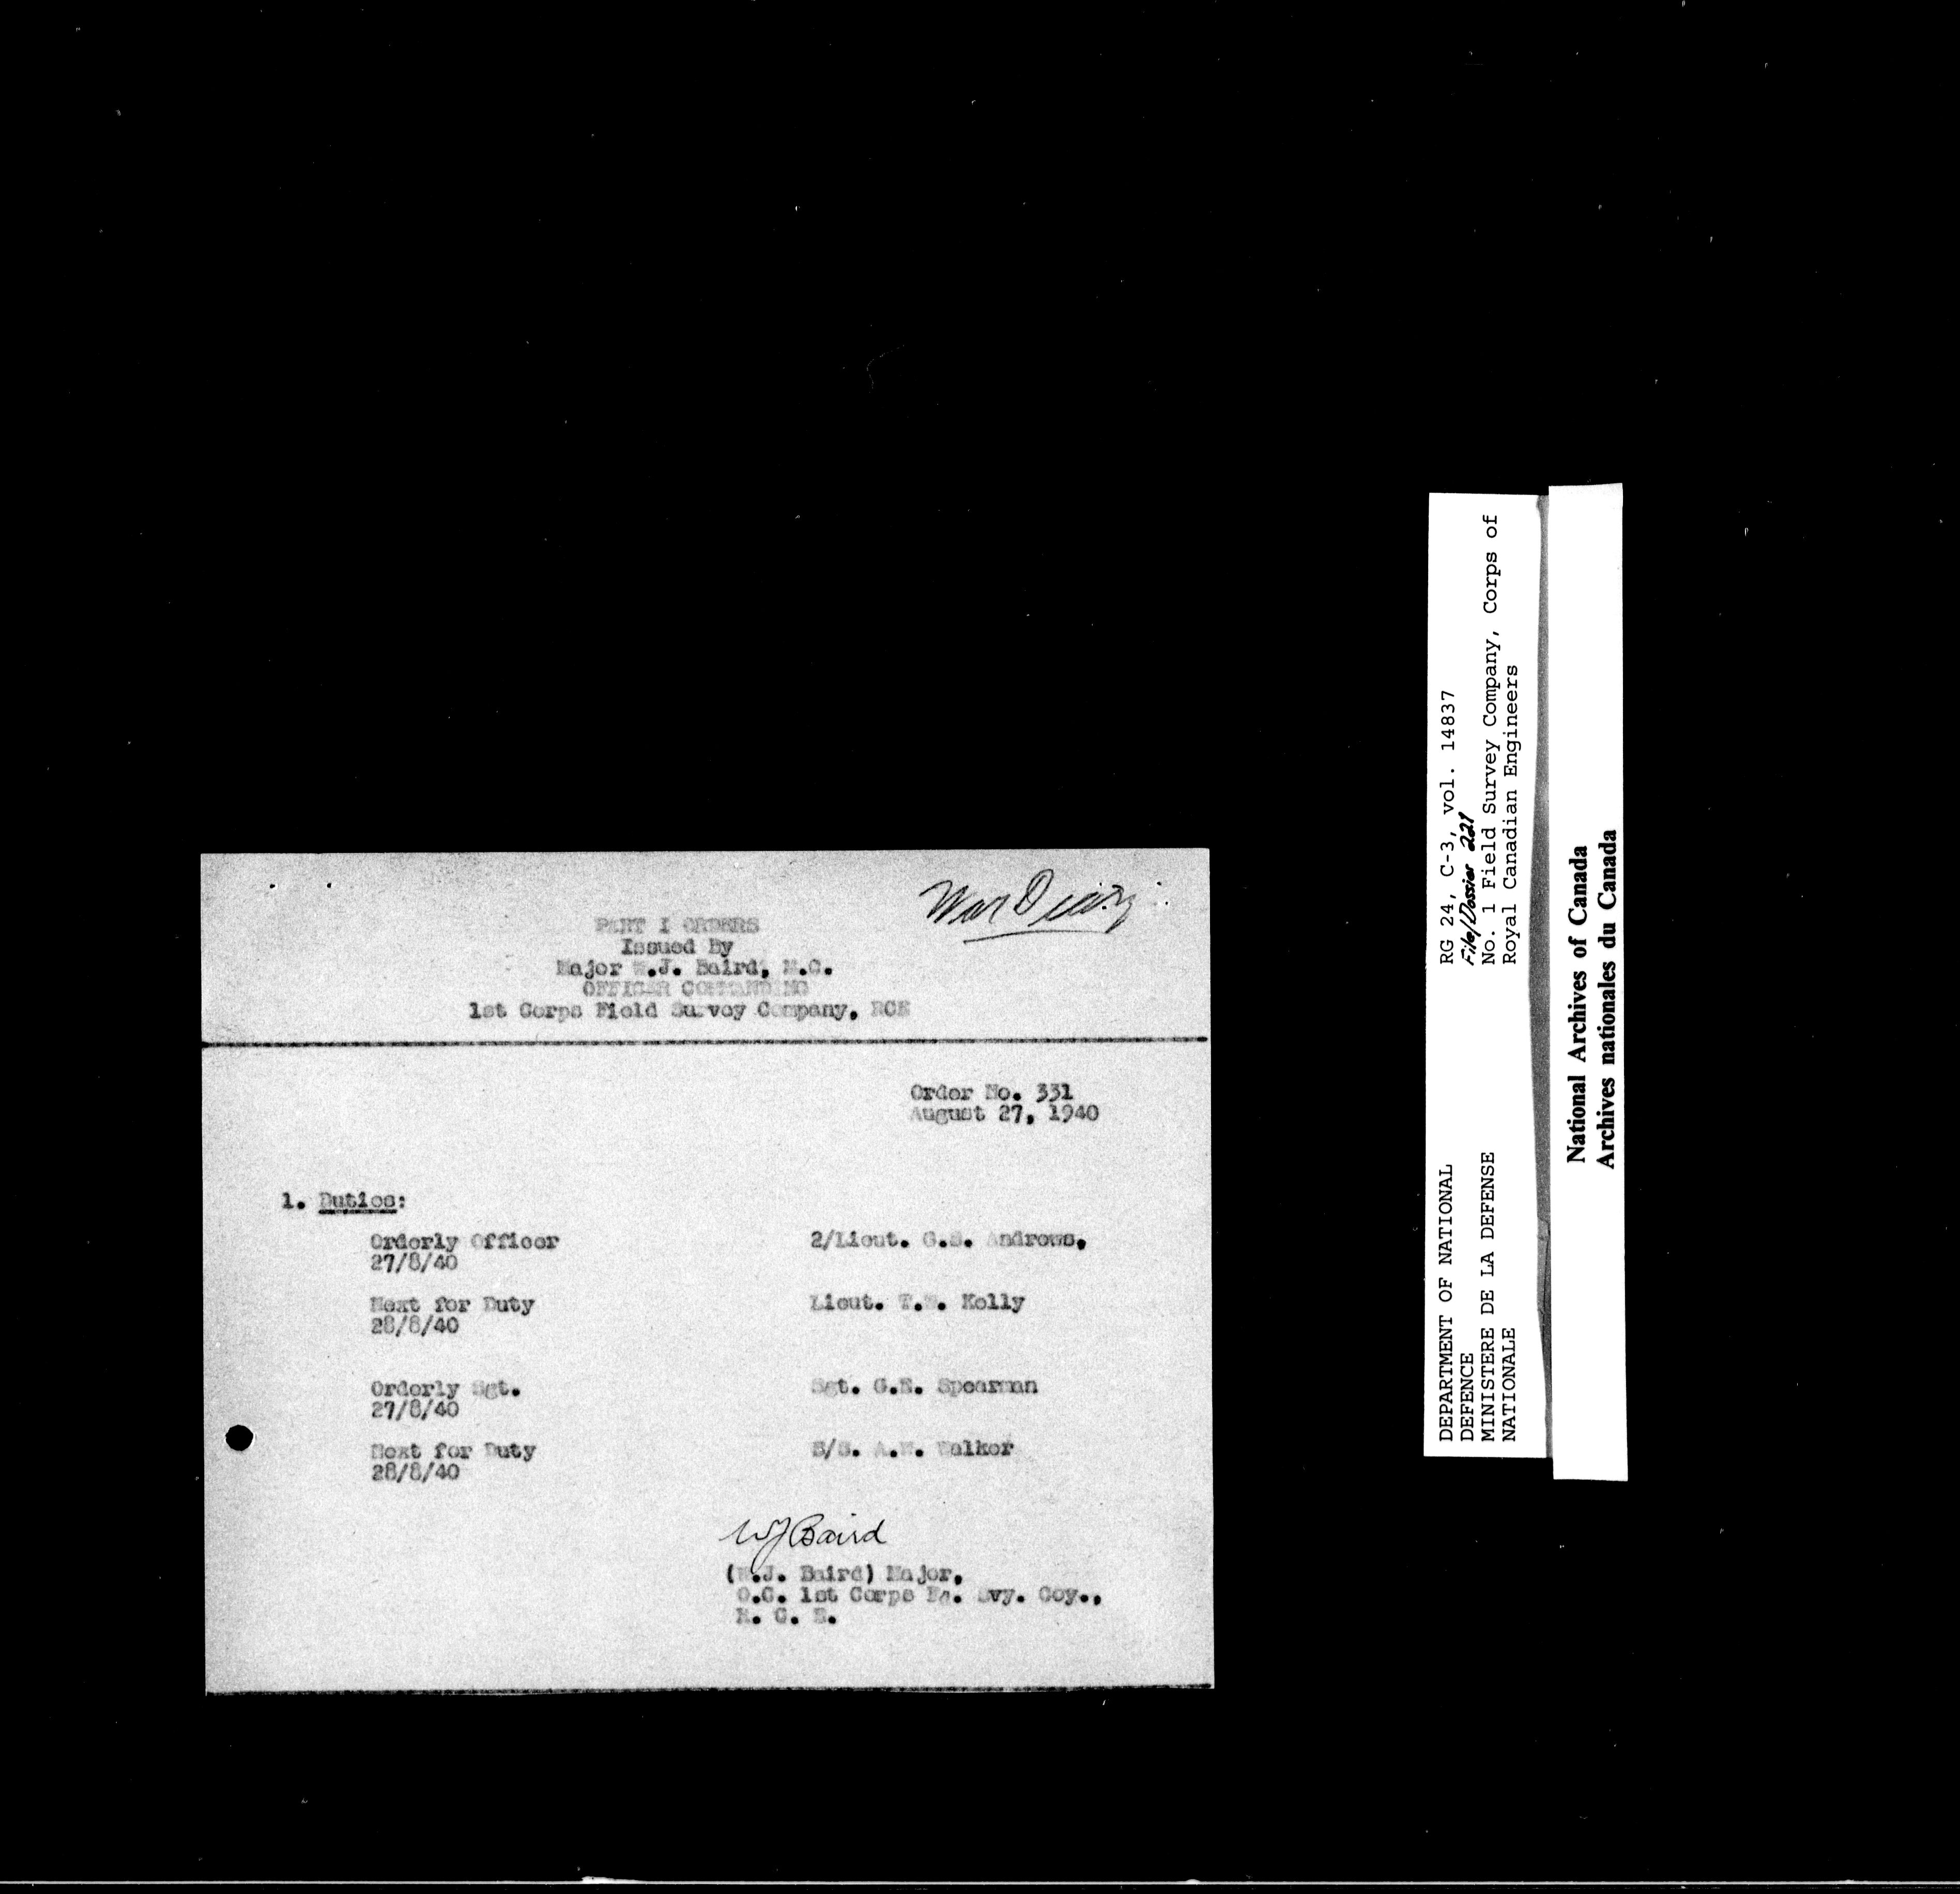 War Diary
PART I ORDERS
Issued By
Major W.J. Baird, M.C.
OFFICER COMMANDING
1st Corps Field Survey Company, RCE
Order No. 331
August 27, 1940
1. Duties:
Orderly Officer 2/Lieut. G.S. Andrews,
27/8/40
Next for Duty Lieut. Kelly
28/8/40
Orderly Sgt. Sgt. Spearman
27/8/40
Next for Duty S/S. Walker
28/8/40
WJ Baird
(W.J. Baird) Major,
O.C. 1st Corps Fd. Svy. Coy.,
R. C. E.
DEPARTMENT OF NATIONAL RG 24, C-3, vol. 14837
DEFENCE File/Dossier 221
MINISTERE DE LA DEFENSE No. 1 Field Survey Company, Corps of
NATIONALE Royal Canadian Engineers
National Archives of Canada
Archives nationales du Canada